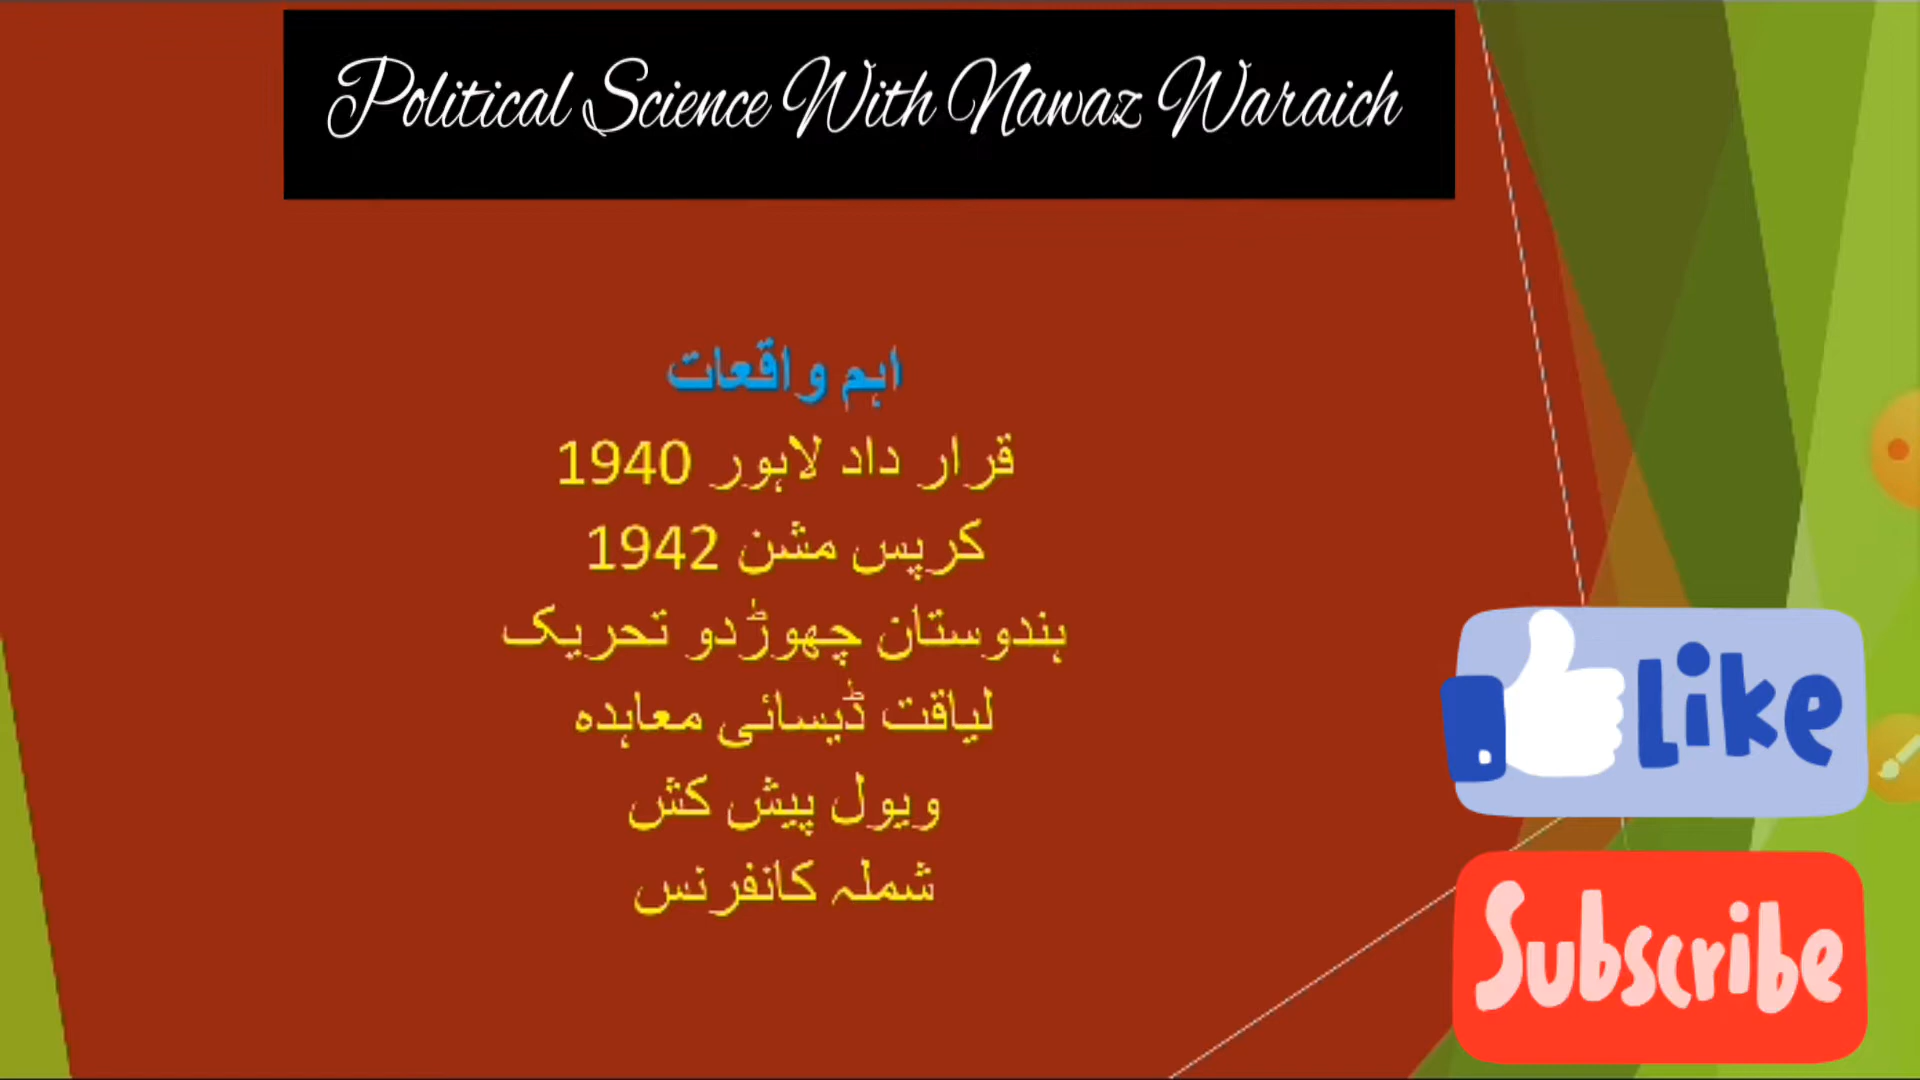 Political Science With Nawaz Waraich
اہم واقعات
قرار داد لاہور 1940
کرپس مشن 1942
ہندوستان چھوڑدو تحریک
لیاقت ڈیسائی معاہدہ
ویول پیش کش
شملہ کانفرنس
Like
Subscribe